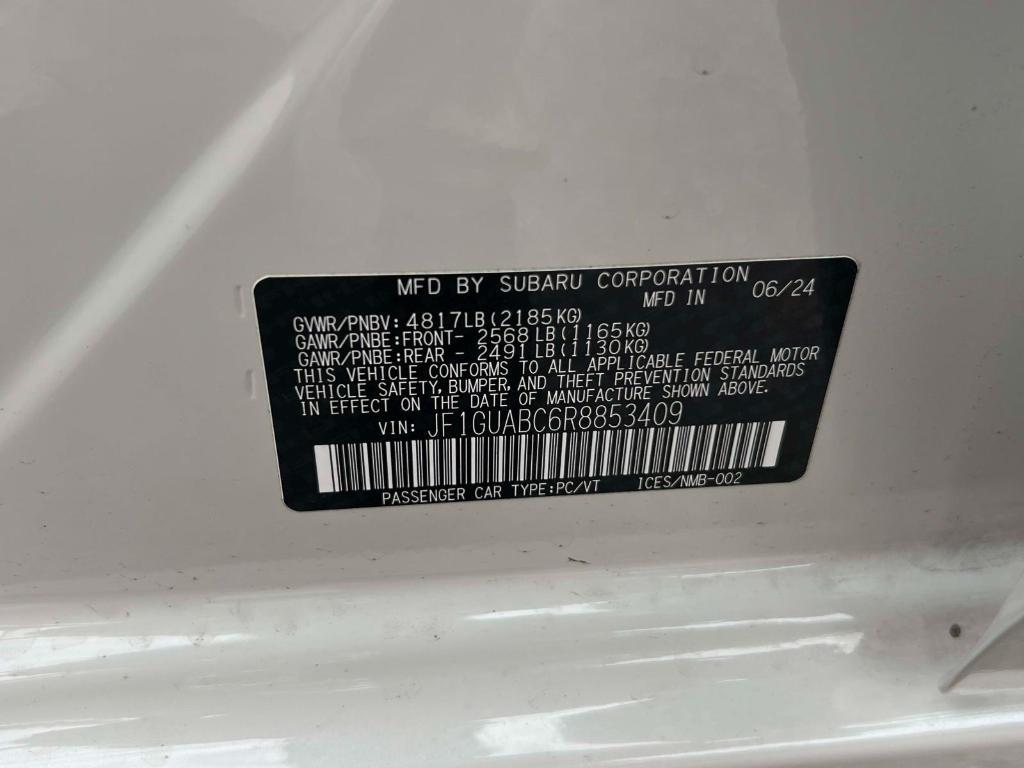 MFD BY SUBARU CORPORATION
MFD IN 06/24
GVWR/PNBV: 4817LB(2185KG)
GAWR/PNBE:FRONT- 2568LB(1165KG)
GAWR/PNBE:REAR - 2491LB(1130KG)
THIS VEHICLE CONFORMS TO ALL APPLICABLE FEDERAL MOTOR
VEHICLE SAFETY, BUMPER, AND THEFT PREVENTION STANDARDS
IN EFFECT ON THE DATE OF MANUFACTURE SHOWN ABOVE.
VIN: JF1GUABC6R8853409
PASSENGER CAR TYPE:PC/VT ICES/NMB-002